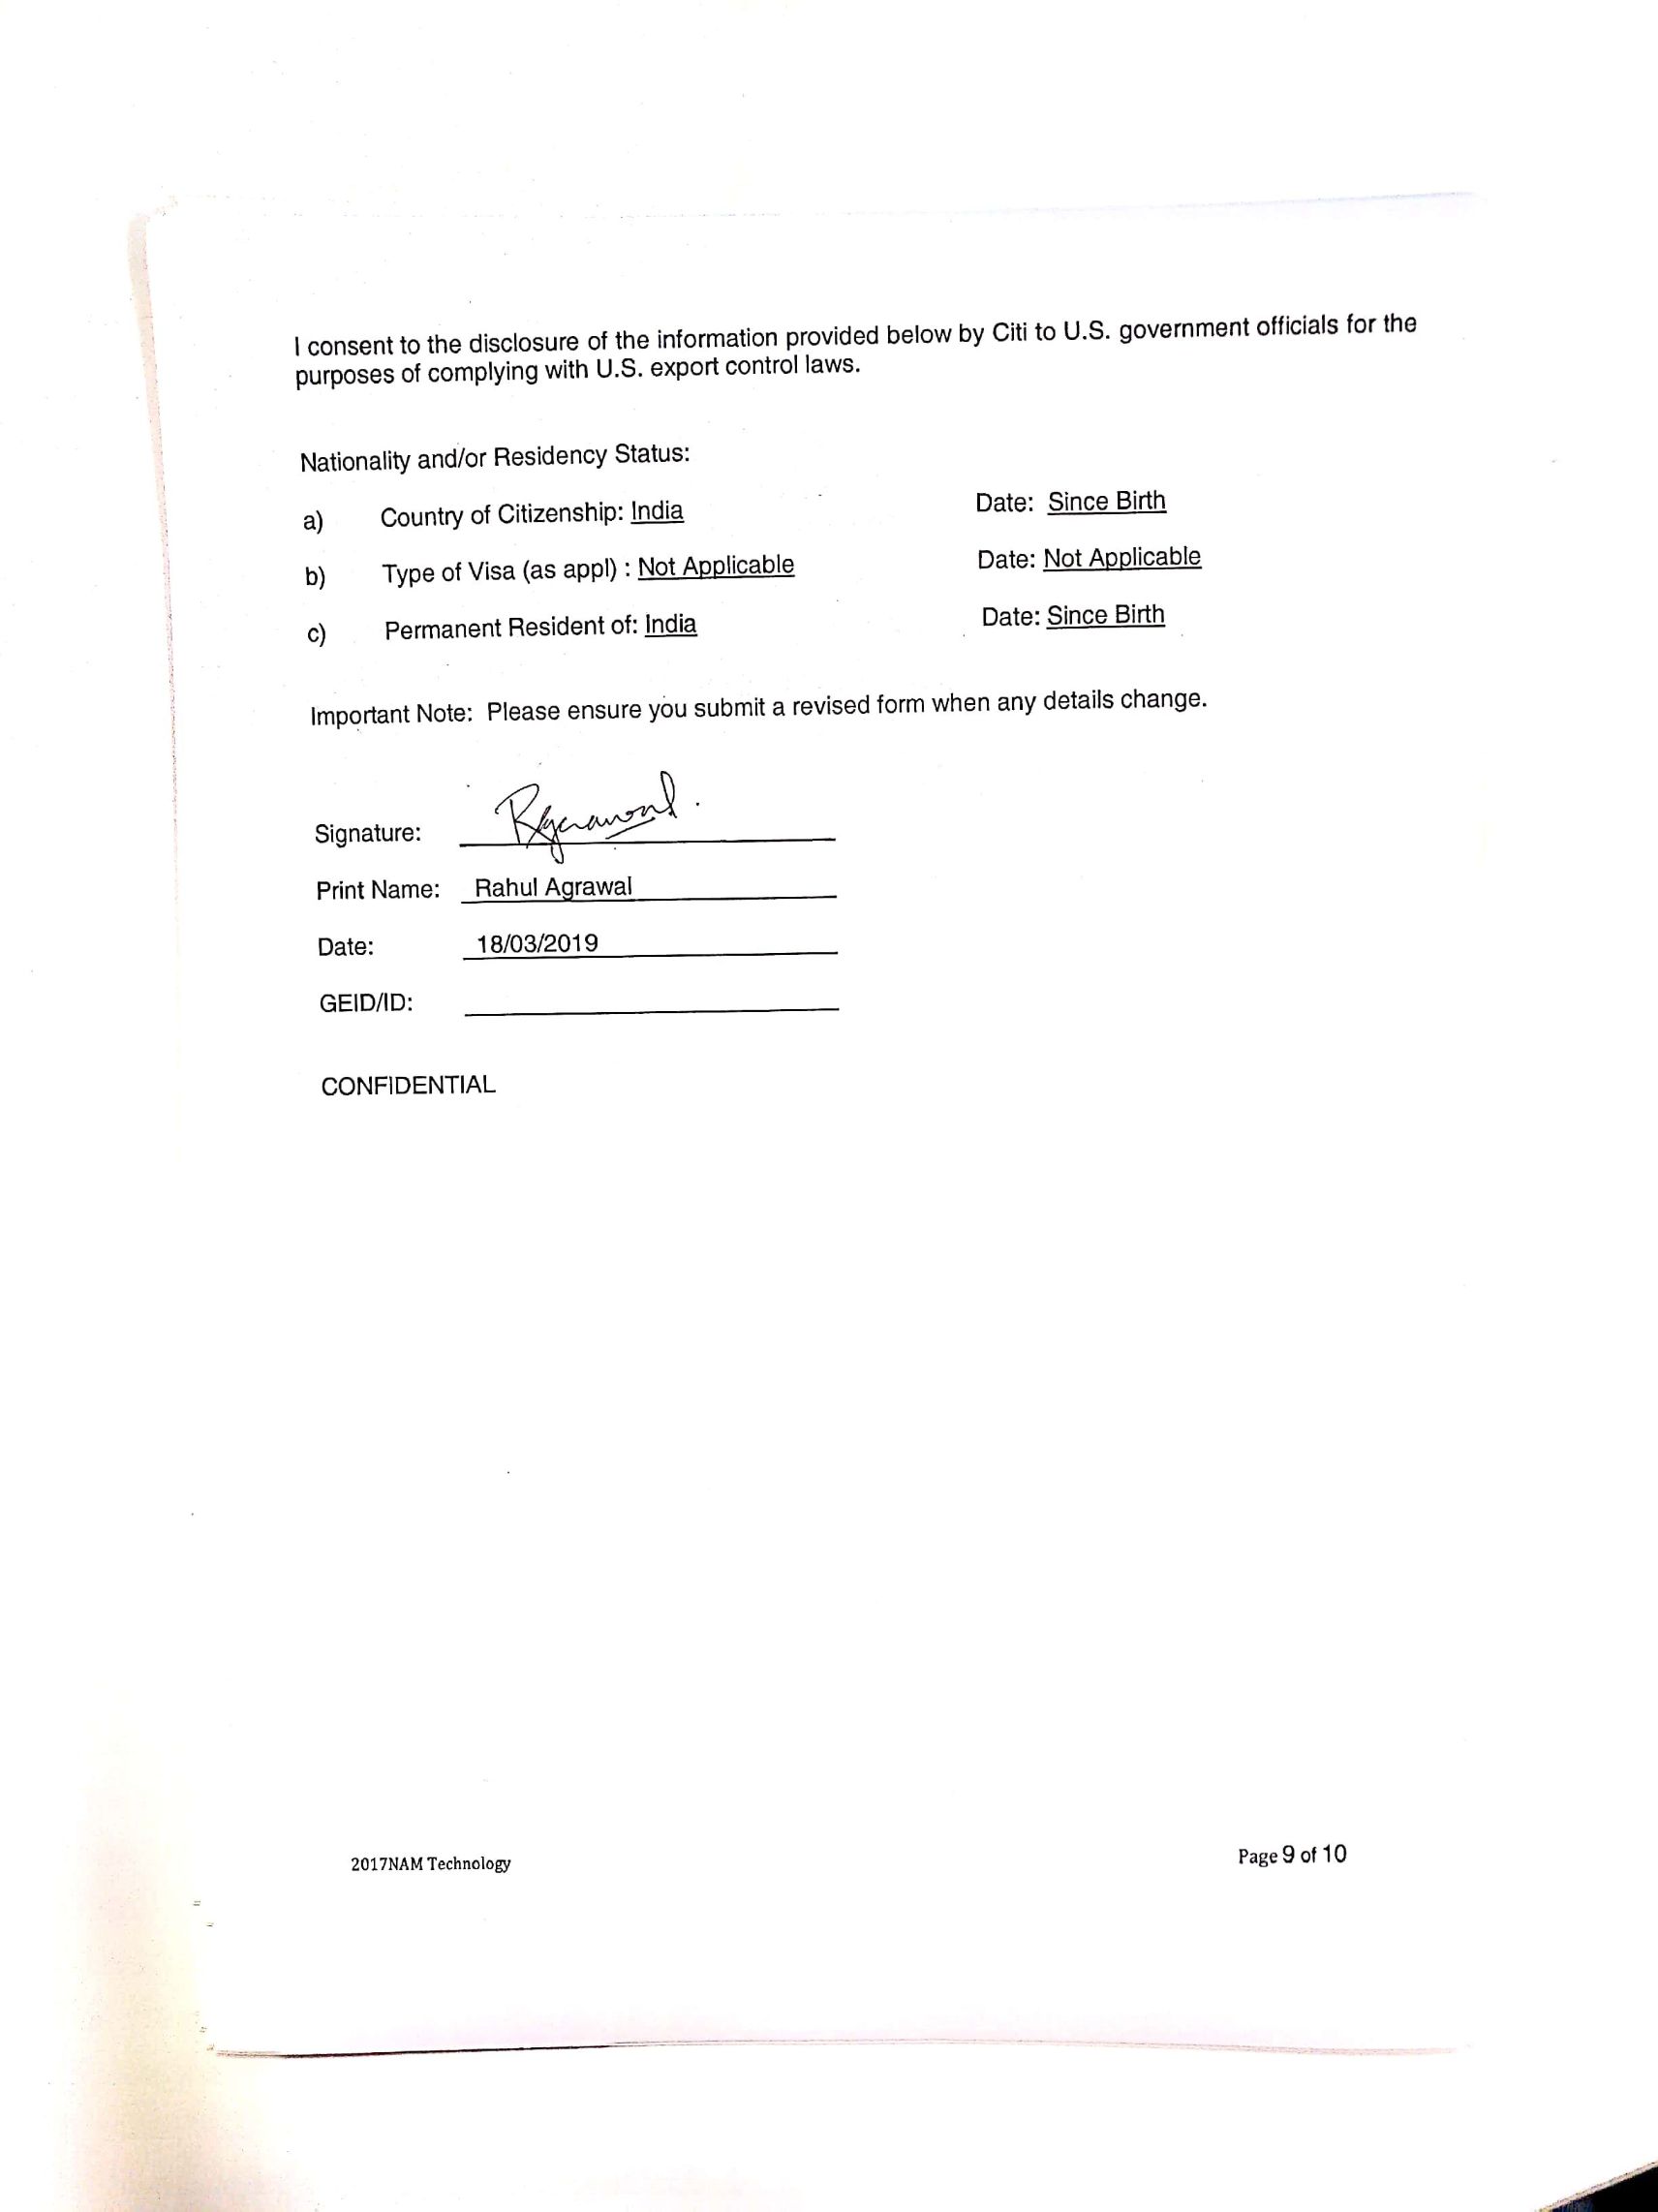 I consent to the disclosure of the information provided below by Citi to U.S. government officials for the
purposes of complying with U.S. export control laws.
Nationality and/or Residency Status:
a) Country of Citizenship: India Date: Since Birth
b) Type of Visa (as appl) : Not Applicable Date: Not Applicable
c) Permanent Resident of: India Date: Since Birth
Important Note: Please ensure you submit a revised form when any details change.
Signature:
Print Name: Rahul Agrawal
Date: 18/03/2019
GEID/ID:
CONFIDENTIAL
2017NAM Technology Page 9 of 10